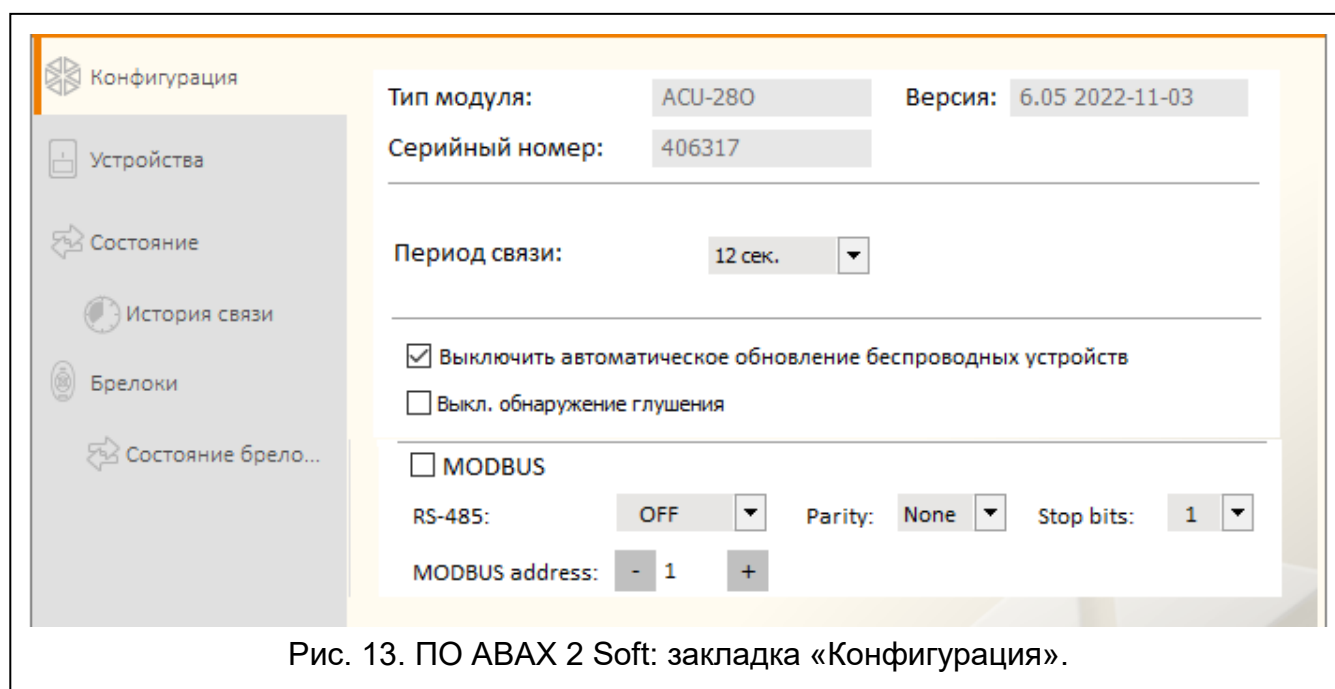 Конфигурация
Устройства
Состояние
История связи
Брелоки
Состояние брело...
Тип модуля: ACU-280 Версия: 6.05 2022-11-03
Серийный номер: 406317
Период связи: 12 сек.
Выключить автоматическое обновление беспроводных устройств
Выкл. обнаружение глушения
MODBUS
RS-485: OFF Parity: None Stop bits: 1
MODBUS address: - 1 +
Рис. 13. ПО ABAX 2 Soft: закладка «Конфигурация».